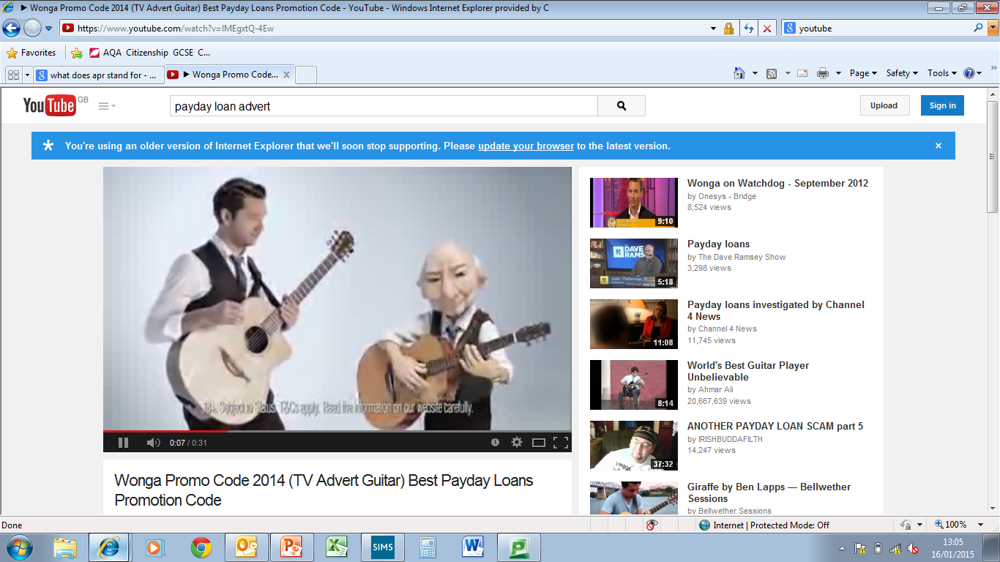 Wonga Promo Code 2014 (TV Advert Guitar) Best Payday Loans Promotion Code - YouTube - Windows Internet Explorer provided by C
https://www.youtube.com/watch?v=IMEgxtQ-4Ew
youtube
Favorites
AQA Citizenship GCSE C...
what does apr stand for - ...
Wonga Promo Code...
Page
Safety
Tools
YouTube GB
payday loan advert
Upload
Sign in
You're using an older version of Internet Explorer that we'll soon stop supporting. Please update your browser to the latest version.
18+. Subject to Status. T&Cs apply. Read the information on our website carefully.
0:07 / 0:31
Wonga Promo Code 2014 (TV Advert Guitar) Best Payday Loans
Promotion Code
9:10
Wonga on Watchdog - September 2012
by Onesys - Bridge
8,524 views
DAVE
RAMS
5:18
Payday loans
by The Dave Ramsey Show
3,298 views
11:08
Payday loans investigated by Channel
4 News
by Channel 4 News
11,745 views
8:14
World's Best Guitar Player
Unbelievable
by Ahmar Ali
20,667,639 views
37:32
ANOTHER PAYDAY LOAN SCAM part 5
by IRISHBUDDAFILTH
14,247 views
Giraffe by Ben Lapps — Bellwether
Sessions
by Bellwether Sessions
Done
Internet | Protected Mode: Off
100%
SIMS
13:05
16/01/2015